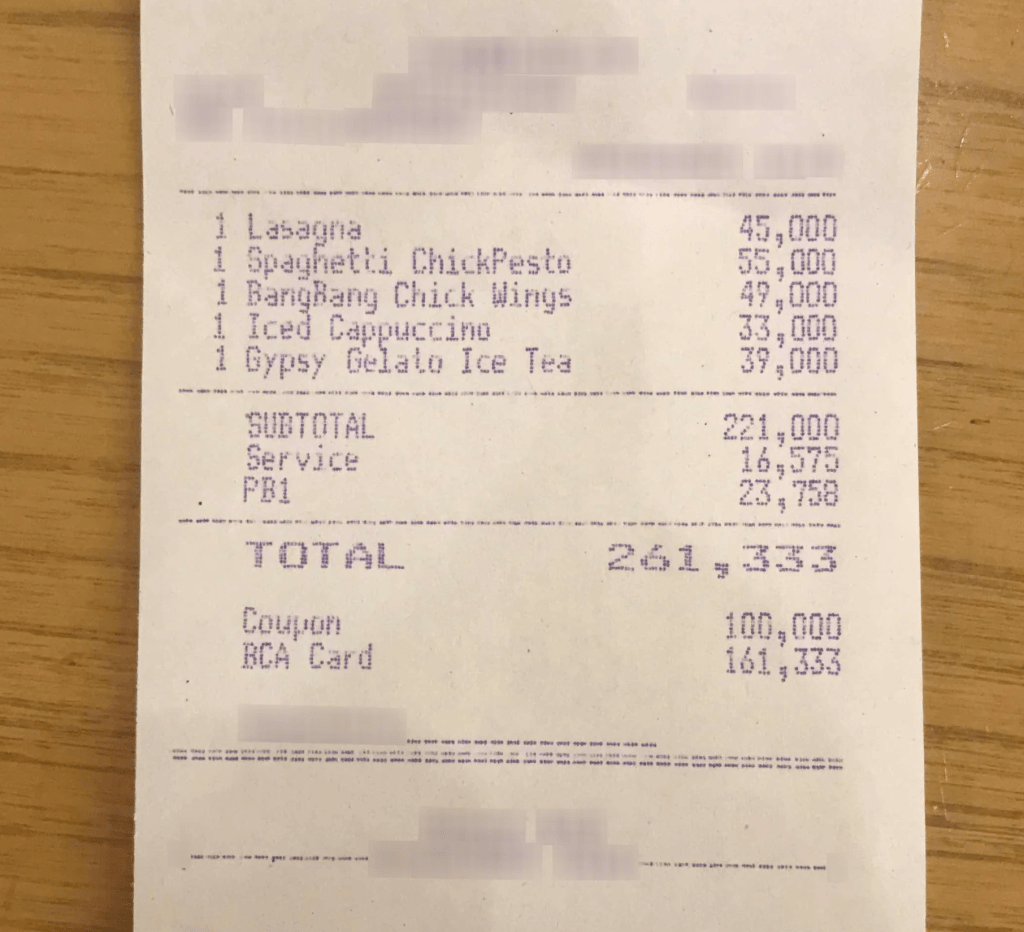 1 Lasagna 45,000
1 Spaghetti ChickPesto 55,000
1 BangBang Chick Wings 49,000
1 Iced Cappuccino 33,000
1 Gypsy Gelato Ice Tea 39,000
SUBTOTAL 221,000
Service 16,575
PB1 23,758
TOTAL 261,333
Coupon 100,000
BCA Card 161,333